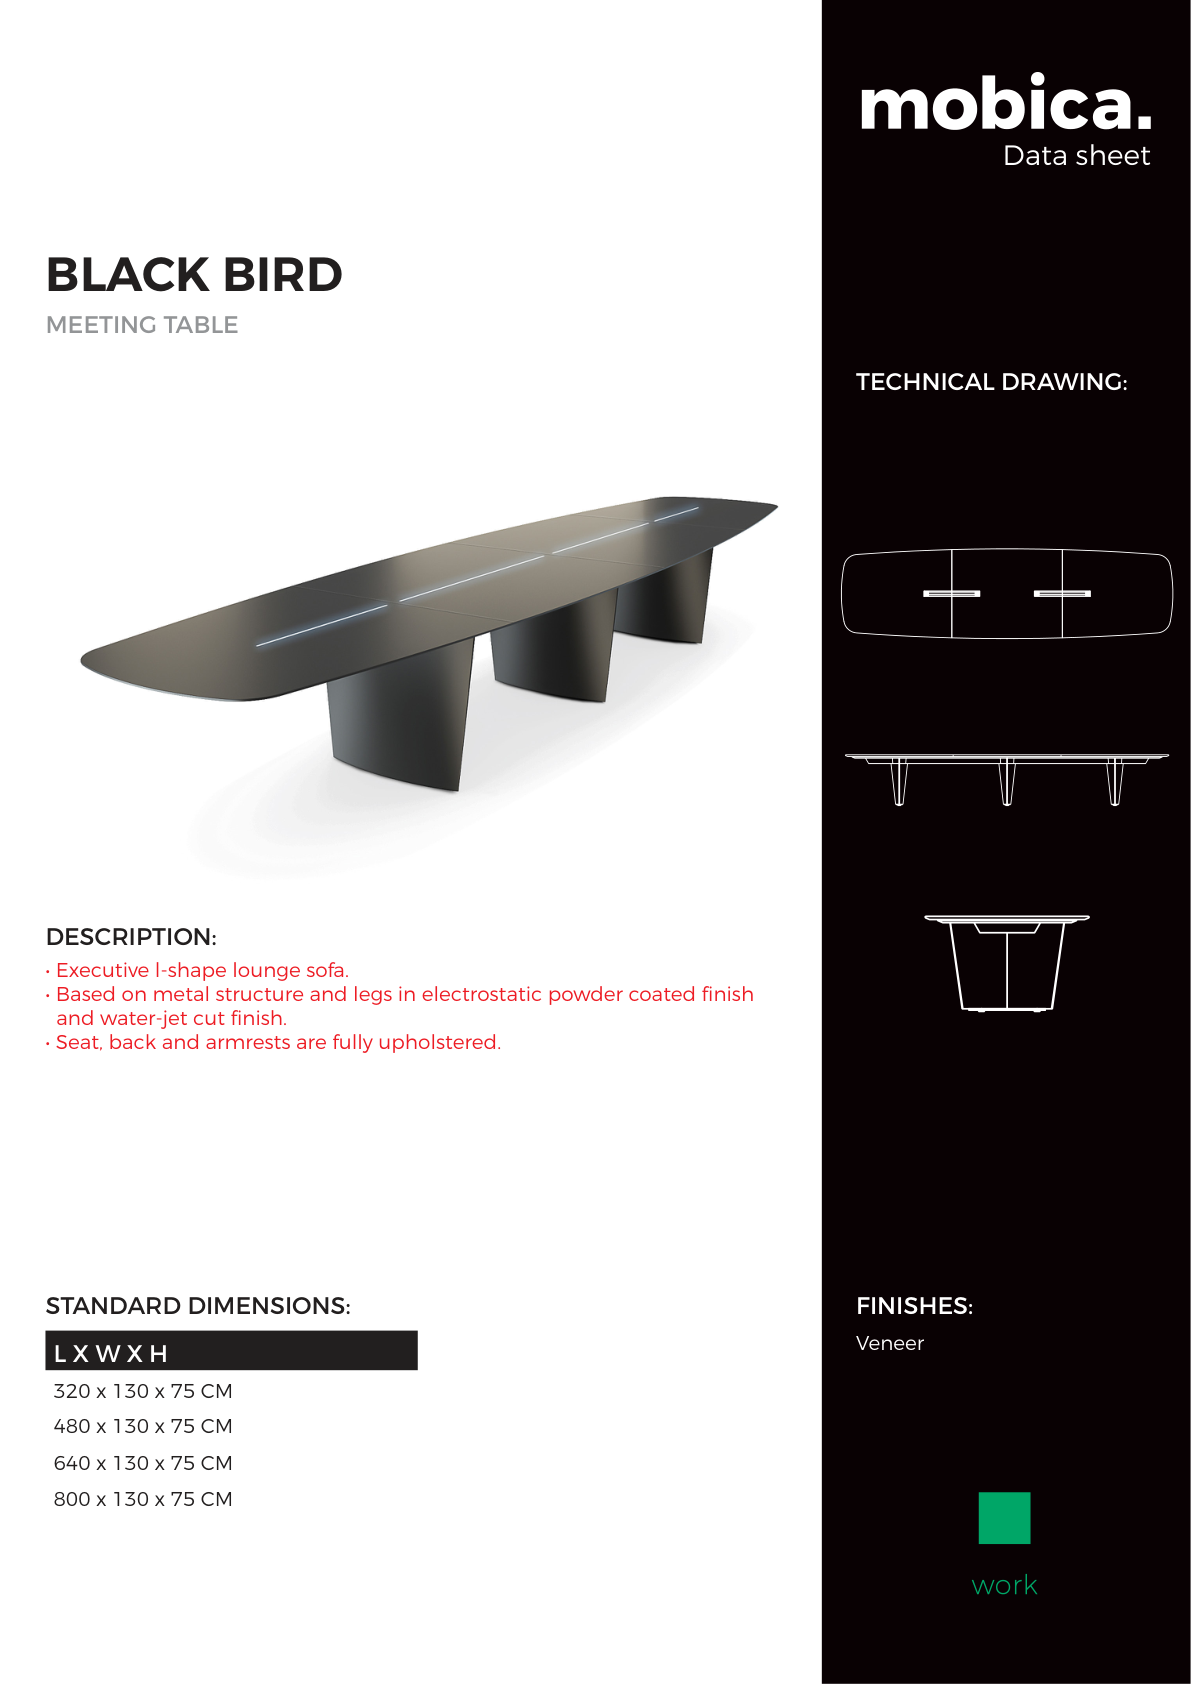 mobica.
Data sheet
BLACK BIRD
MEETING TABLE
TECHNICAL DRAWING:
DESCRIPTION:
• Executive l-shape lounge sofa.
• Based on metal structure and legs in electrostatic powder coated finish
and water-jet cut finish.
• Seat, back and armrests are fully upholstered.
STANDARD DIMENSIONS:
L X W X H
320 x 130 x 75 CM
480 x 130 x 75 CM
640 x 130 x 75 CM
800 x 130 x 75 CM
FINISHES:
Veneer
work